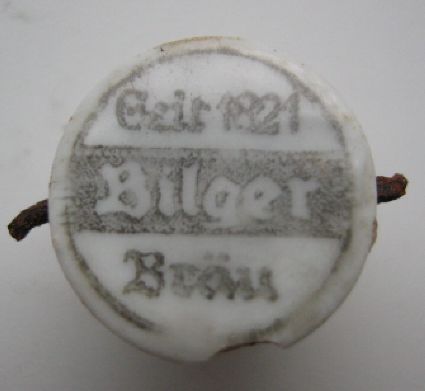 Seit 1821
Bilger
Bräu